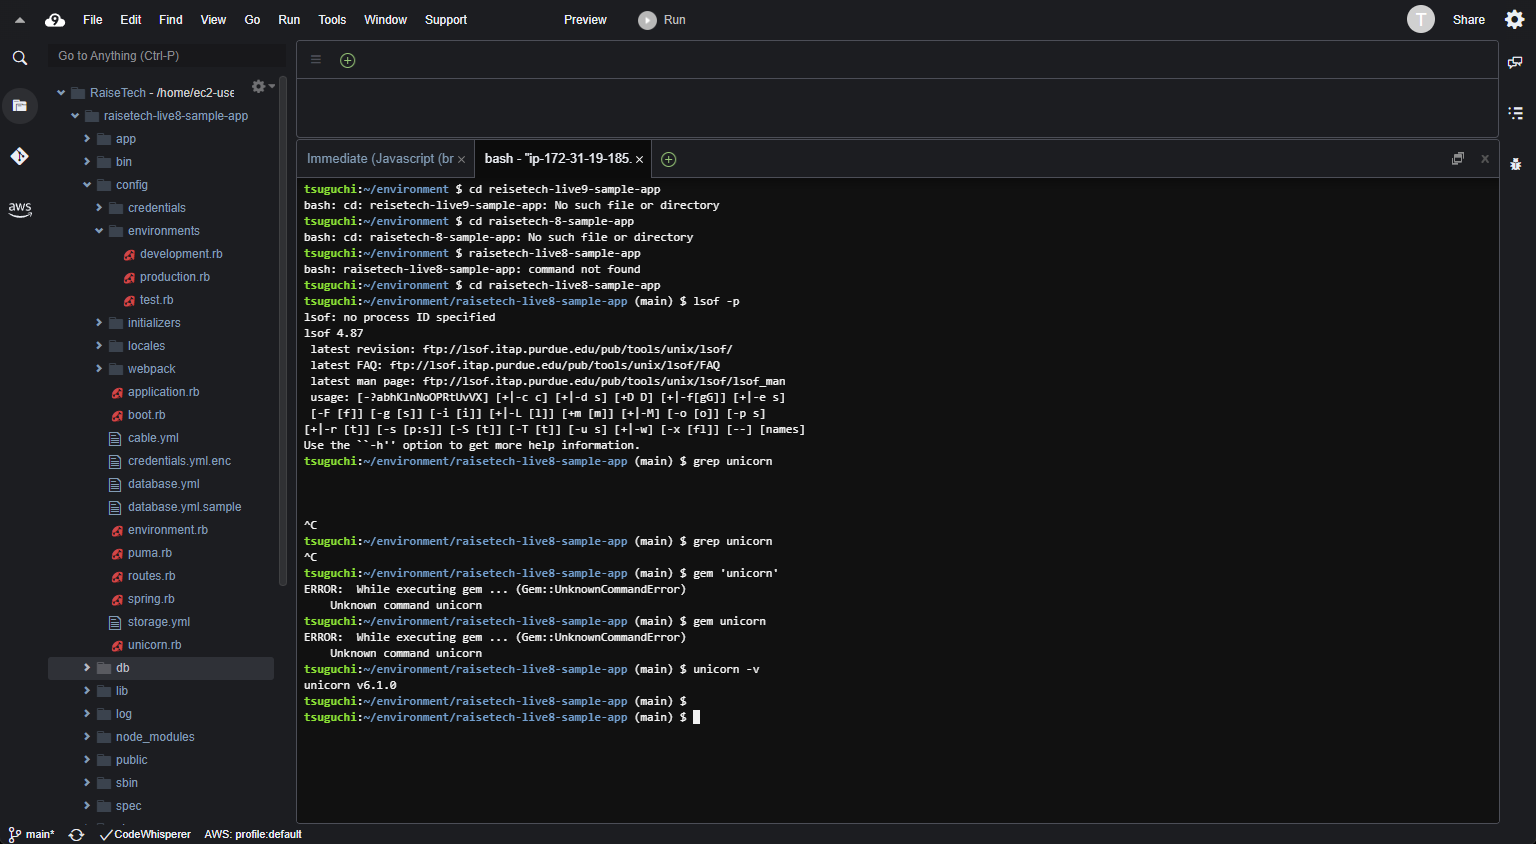 File Edit Find View Go Run Tools Window Support Preview Run T Share
Go to Anything (Ctrl-P)
RaiseTech - /home/ec2-use
raisetech-live8-sample-app
app
bin
config
credentials
environments
development.rb
production.rb
test.rb
initializers
locales
webpack
application.rb
boot.rb
cable.yml
credentials.yml.enc
database.yml
database.yml.sample
environment.rb
puma.rb
routes.rb
spring.rb
storage.yml
unicorn.rb
db
lib
log
node_modules
public
sbin
spec
aws
Immediate (Javascript (br × bash - "ip-172-31-19-185. ×
tsuguchi:~/environment $ cd reisetech-live9-sample-app
bash: cd: reisetech-live9-sample-app: No such file or directory
tsuguchi:~/environment $ cd raisetech-8-sample-app
bash: cd: raisetech-8-sample-app: No such file or directory
tsuguchi:~/environment $ raisetech-live8-sample-app
bash: raisetech-live8-sample-app: command not found
tsuguchi:~/environment $ cd raisetech-live8-sample-app
tsuguchi:~/environment/raisetech-live8-sample-app (main) $ lsof -p
lsof: no process ID specified
lsof 4.87
latest revision: ftp://lsof.itap.purdue.edu/pub/tools/unix/lsof/
latest FAQ: ftp://lsof.itap.purdue.edu/pub/tools/unix/lsof/FAQ
latest man page: ftp://lsof.itap.purdue.edu/pub/tools/unix/lsof/lsof_man
usage: [-?abhKlnNoOPRtUvVX] [+|-c c] [+|-d s] [+D D] [+|-f[gG]] [+|-e s]
[-F [f]] [-g [s]] [-i [i]] [+|-L [l]] [+m [m]] [+|-M] [-o [o]] [-p s]
[+|-r [t]] [-s [p:s]] [-S [t]] [-T [t]] [-u s] [+|-w] [-x [fl]] [--] [names]
Use the ``-h'' option to get more help information.
tsuguchi:~/environment/raisetech-live8-sample-app (main) $ grep unicorn
^C
tsuguchi:~/environment/raisetech-live8-sample-app (main) $ grep unicorn
^C
tsuguchi:~/environment/raisetech-live8-sample-app (main) $ gem 'unicorn'
ERROR:  While executing gem ... (Gem::UnknownCommandError)
Unknown command unicorn
tsuguchi:~/environment/raisetech-live8-sample-app (main) $ gem unicorn
ERROR:  While executing gem ... (Gem::UnknownCommandError)
Unknown command unicorn
tsuguchi:~/environment/raisetech-live8-sample-app (main) $ unicorn -v
unicorn v6.1.0
tsuguchi:~/environment/raisetech-live8-sample-app (main) $
tsuguchi:~/environment/raisetech-live8-sample-app (main) $
main* CodeWhisperer AWS: profile:default